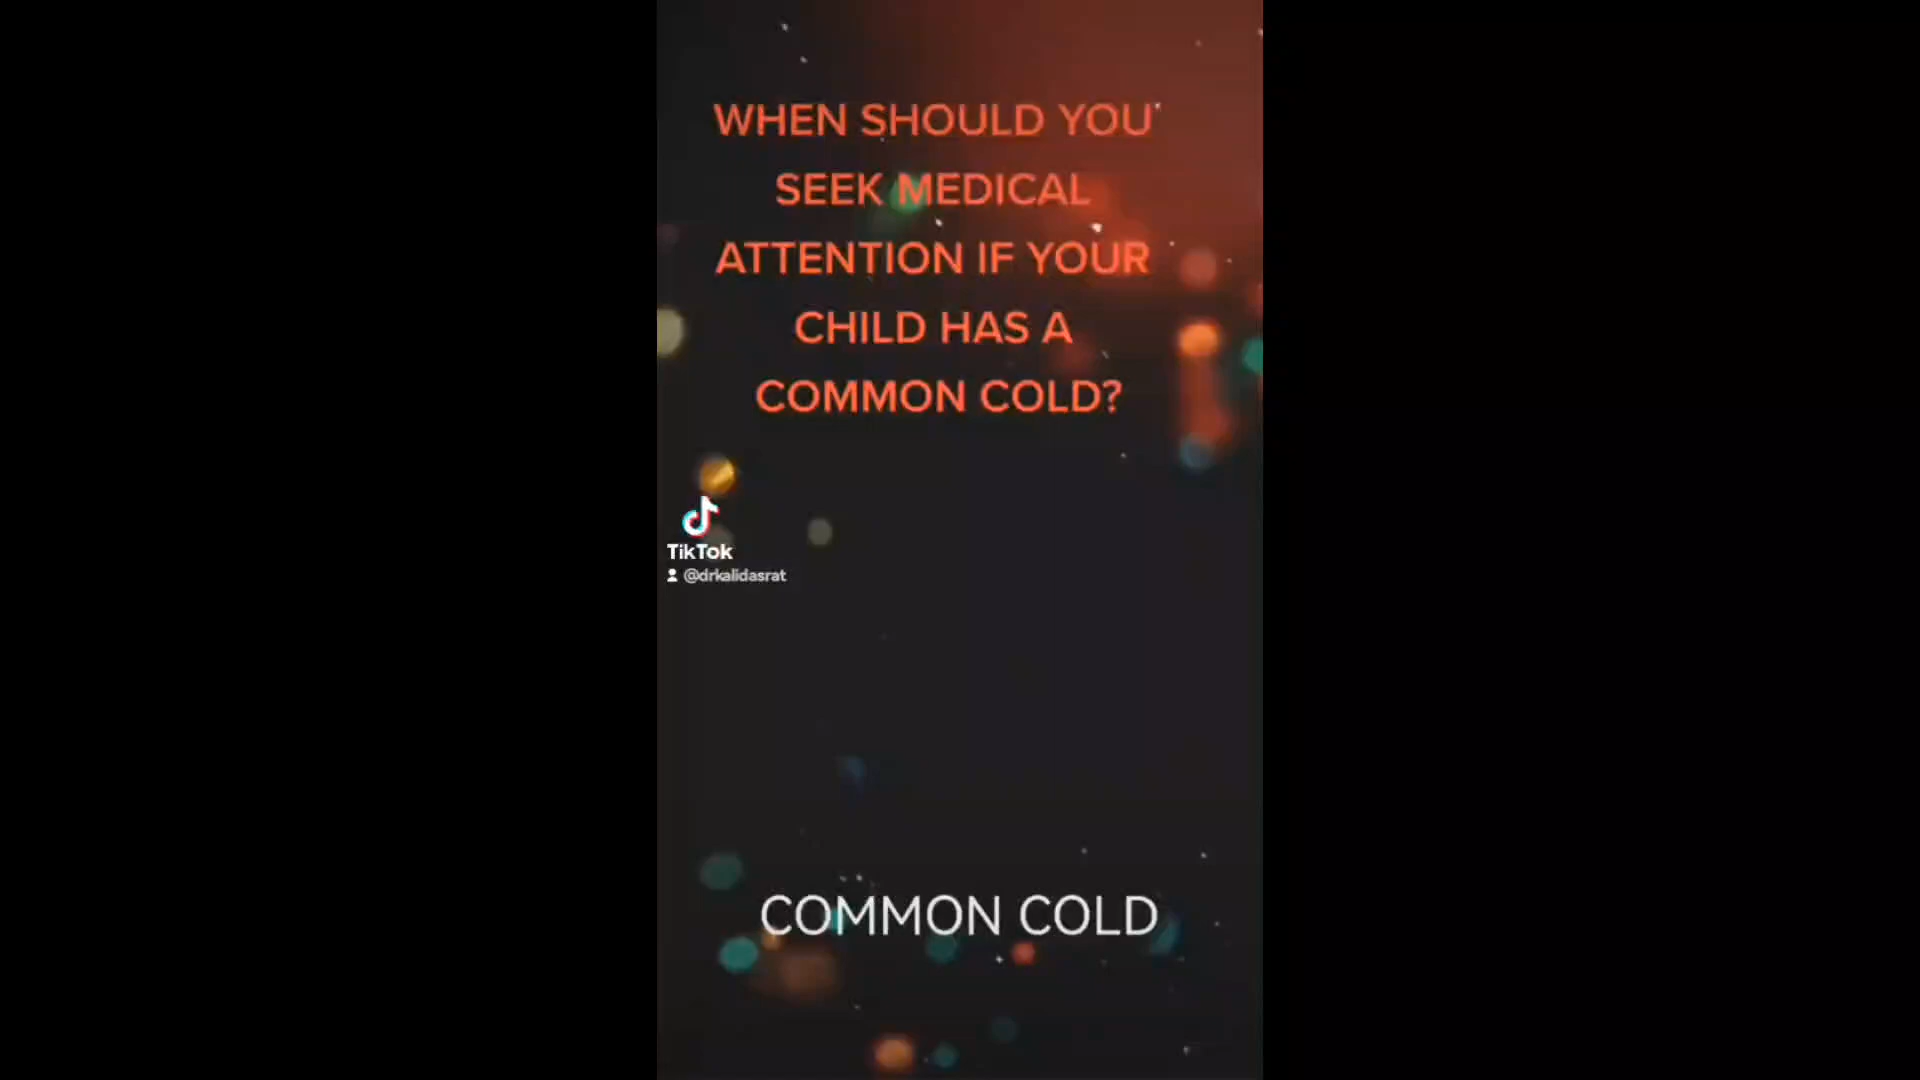 WHEN SHOULD YOU
SEEK MEDICAL
ATTENTION IF YOUR
CHILD HAS A
COMMON COLD?
TikTok
@drkalidasrat
COMMON COLD